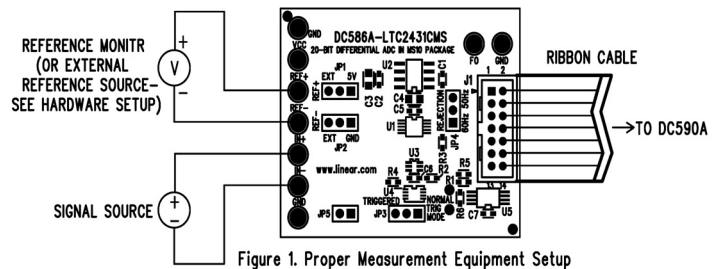 DC586A-LTC2431CMS
20-BIT DIFFERENTIAL ADC IN MS10 PACKAGE
GND
VCC
REF+
REF-
IN+
IN-
GND
FO GND
REFERENCE MONITR
(OR EXTERNAL
REFERENCE SOURCE-
SEE HARDWARE SETUP)
+
V
-
SIGNAL SOURCE
+
-
RIBBON CABLE
TO DC590A
JP1
EXT 5V
REF+
REF-
EXT GND
JP2
U2
C1
C3
C2
C4
C5
U1
REJECTION
60Hz 50Hz
JP4
J1
1 2
13 14
www.linear.com
U3
C6
R2
R3
R4
U4
R1
R5
R6
C7
U5
TRIGGERED
NORMAL
TRIG
MODE
JP5
JP3
Figure 1. Proper Measurement Equipment Setup